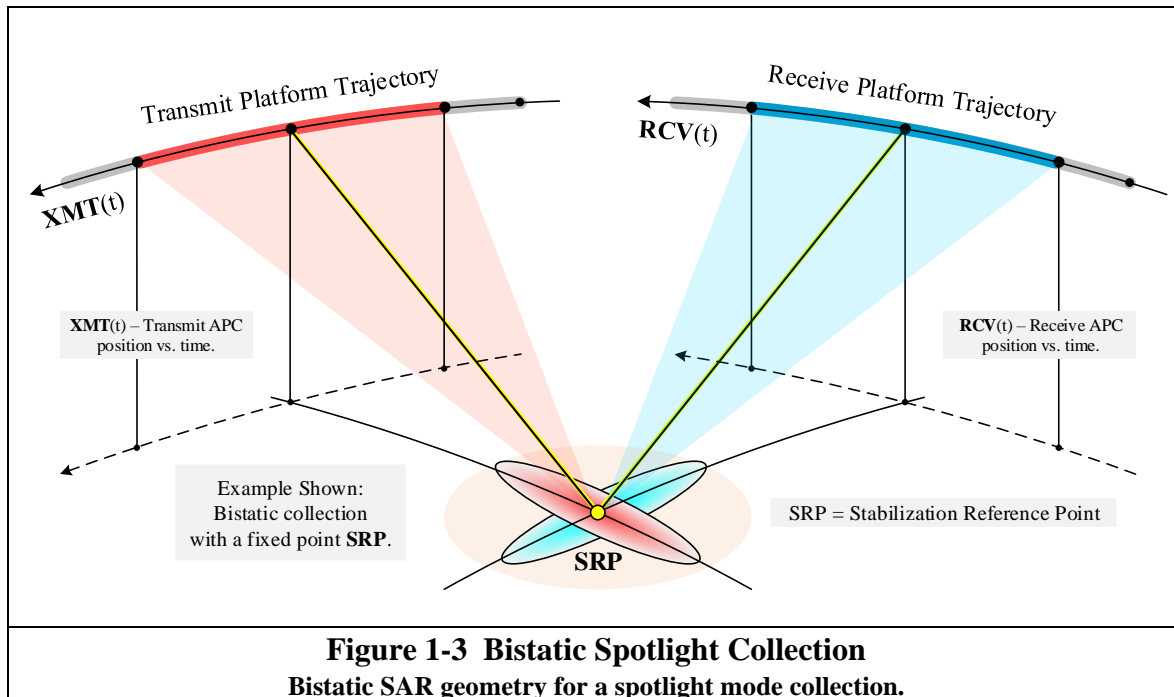 Transmit Platform Trajectory
Receive Platform Trajectory
XMT(t)
RCV(t)
XMT(t) – Transmit APC
position vs. time.
RCV(t) – Receive APC
position vs. time.
Example Shown:
Bistatic collection
with a fixed point SRP.
SRP = Stabilization Reference Point
SRP
Figure 1-3 Bistatic Spotlight Collection
Bistatic SAR geometry for a spotlight mode collection.